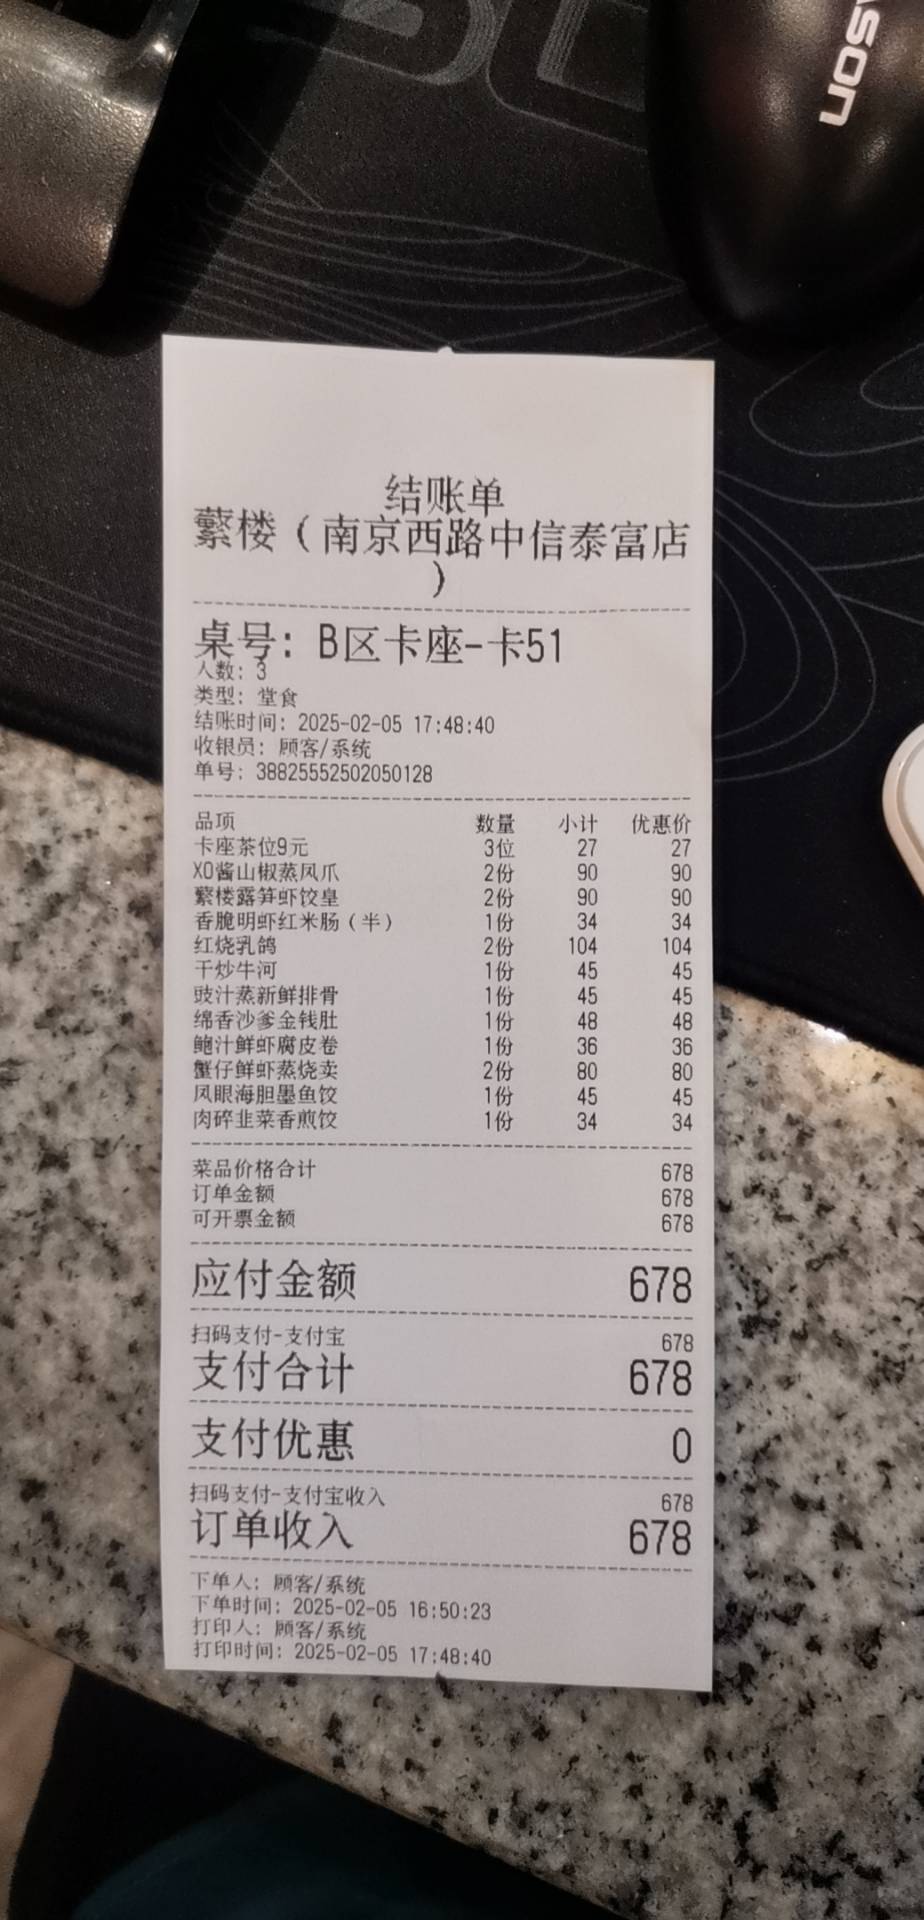 ASON
结账单
蘩楼（南京西路中信泰富店
）
桌号：B区卡座-卡51
人数：3
类型：堂食
结账时间：2025-02-05 17:48:40
收银员：顾客/系统
单号：38825552502050128
品项 数量 小计 优惠价
卡座茶位9元 3位 27 27
XO酱山椒蒸凤爪 2份 90 90
蘩楼露笋虾饺皇 2份 90 90
香脆明虾红米肠（半） 1份 34 34
红烧乳鸽 2份 104 104
干炒牛河 1份 45 45
豉汁蒸新鲜排骨 1份 45 45
绵香沙爹金钱肚 1份 48 48
鲍汁鲜虾腐皮卷 1份 36 36
蟹仔鲜虾蒸烧卖 2份 80 80
凤眼海胆墨鱼饺 1份 45 45
肉碎韭菜香煎饺 1份 34 34
菜品价格合计 678
订单金额 678
可开票金额 678
应付金额 678
扫码支付-支付宝 678
支付合计 678
支付优惠 0
扫码支付-支付宝收入 678
订单收入 678
下单人：顾客/系统
下单时间：2025-02-05 16:50:23
打印人：顾客/系统
打印时间：2025-02-05 17:48:40